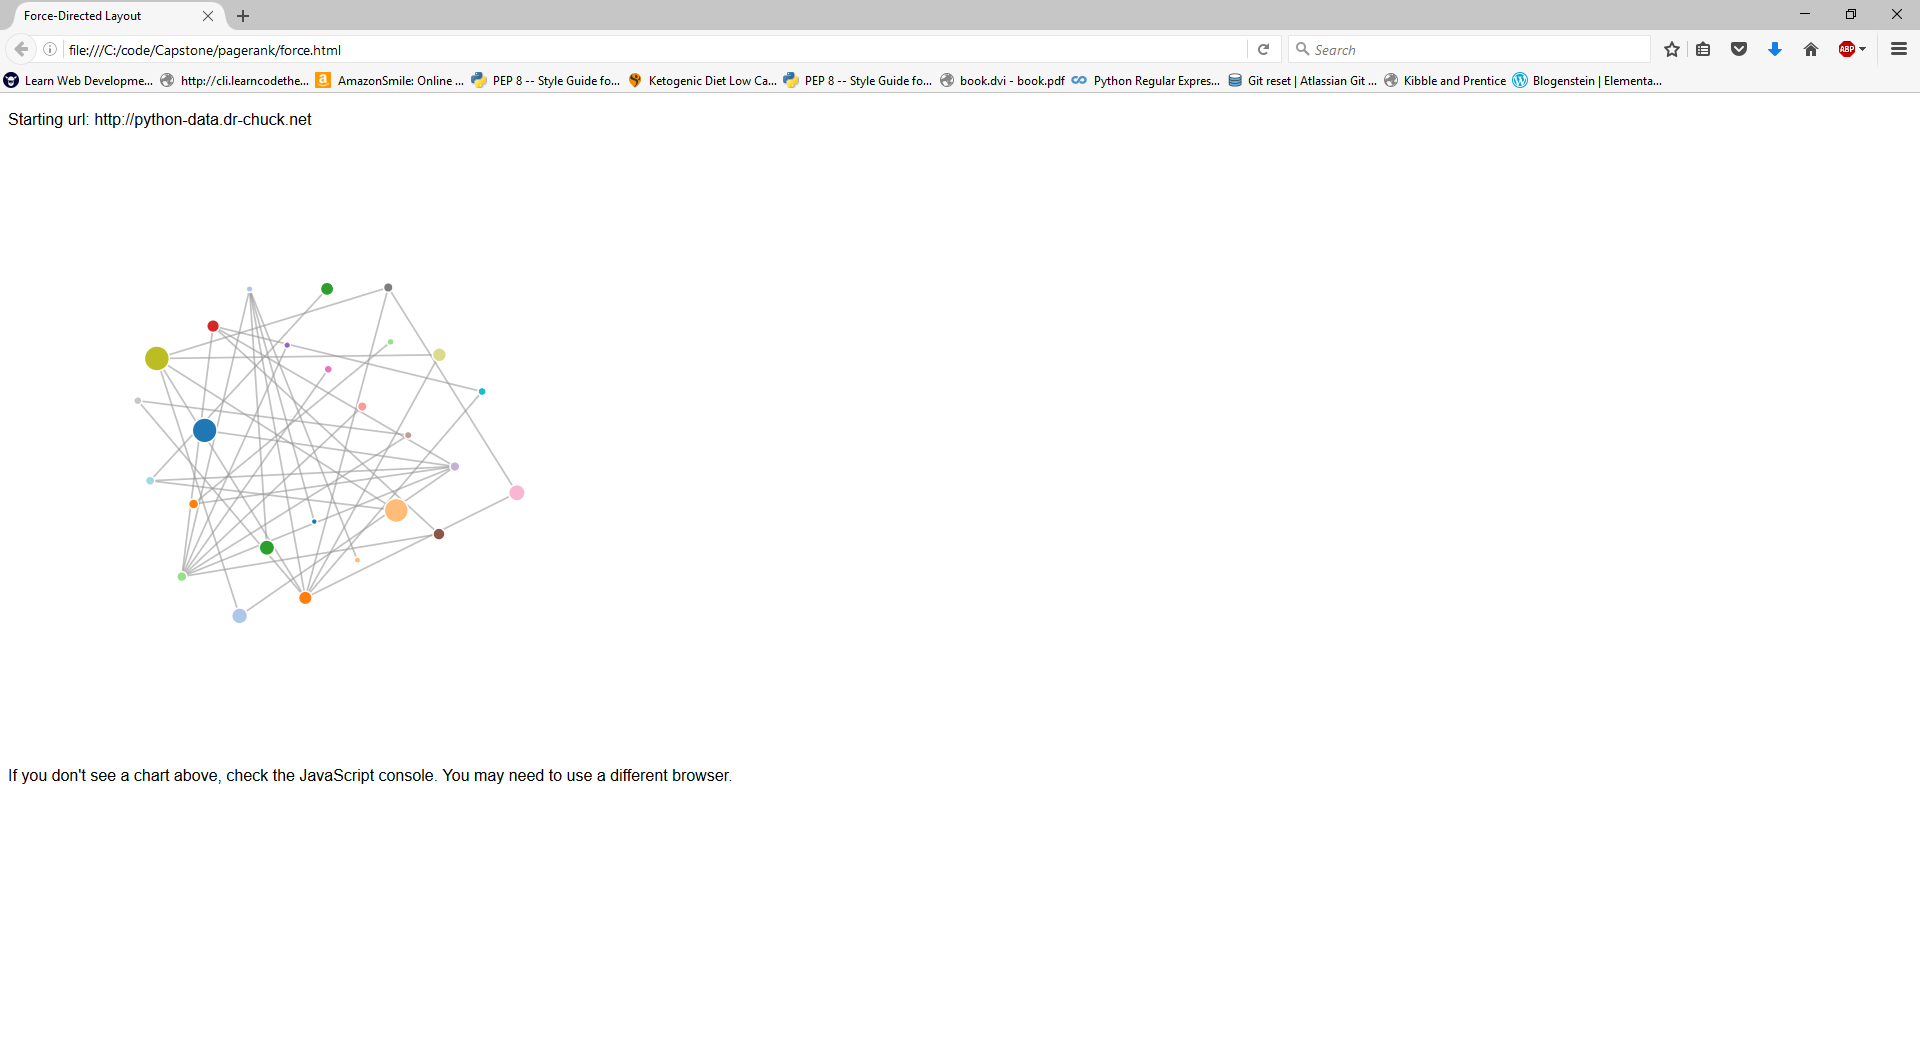 Force-Directed Layout
file:///C:/code/Capstone/pagerank/force.html Search ABP
Learn Web Developme... http://cli.learncodethe... AmazonSmile: Online ... PEP 8 -- Style Guide fo... Ketogenic Diet Low Ca... PEP 8 -- Style Guide fo... book.dvi - book.pdf Python Regular Expres... Git reset | Atlassian Git ... Kibble and Prentice Blogenstein | Elementa...
Starting url: http://python-data.dr-chuck.net
If you don't see a chart above, check the JavaScript console. You may need to use a different browser.